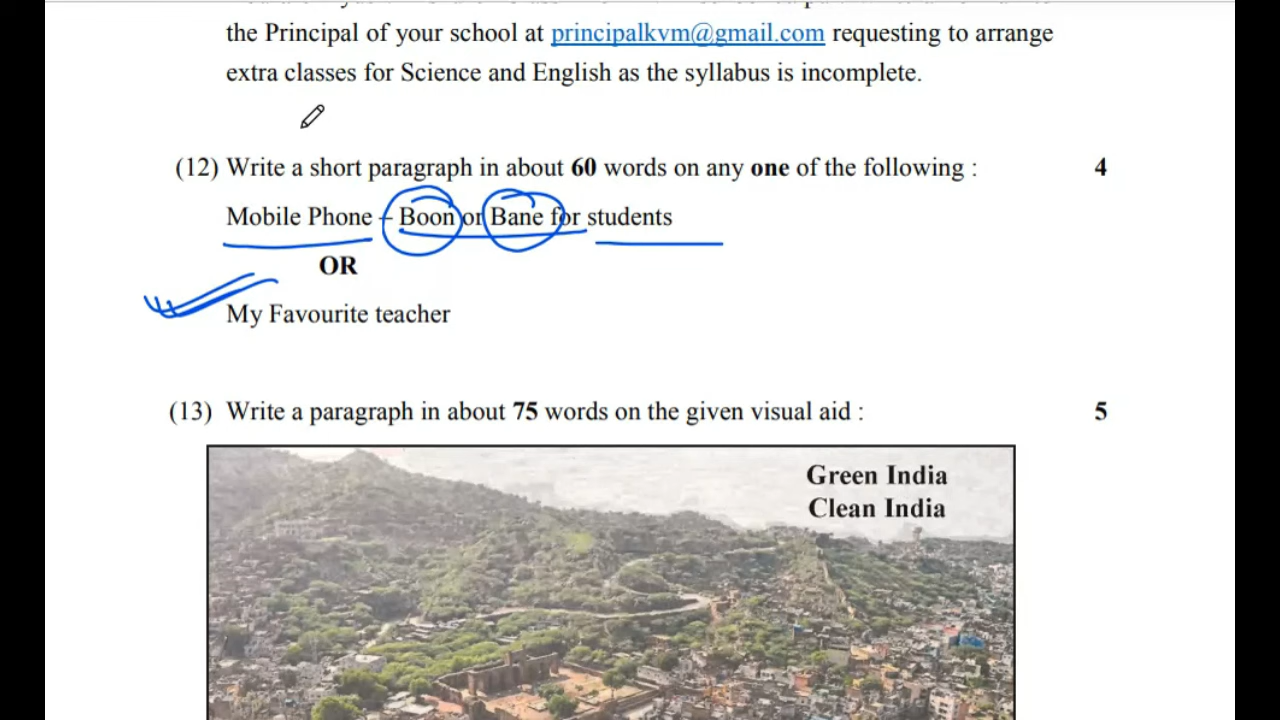 the Principal of your school at principalkvm@gmail.com requesting to arrange
extra classes for Science and English as the syllabus is incomplete.
(12) Write a short paragraph in about 60 words on any one of the following : 4
Mobile Phone – Boon or Bane for students
OR
My Favourite teacher
(13) Write a paragraph in about 75 words on the given visual aid : 5
Green India
Clean India